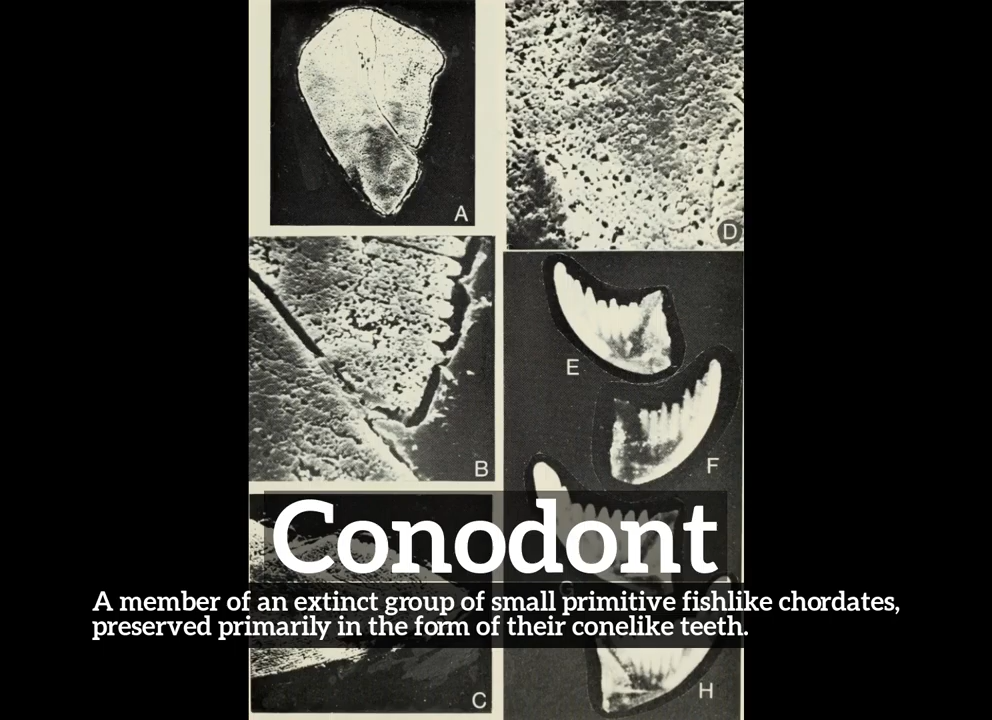 A
D
B
E
F
Conodont
G
A member of an extinct group of small primitive fishlike chordates,
preserved primarily in the form of their conelike teeth.
C
H